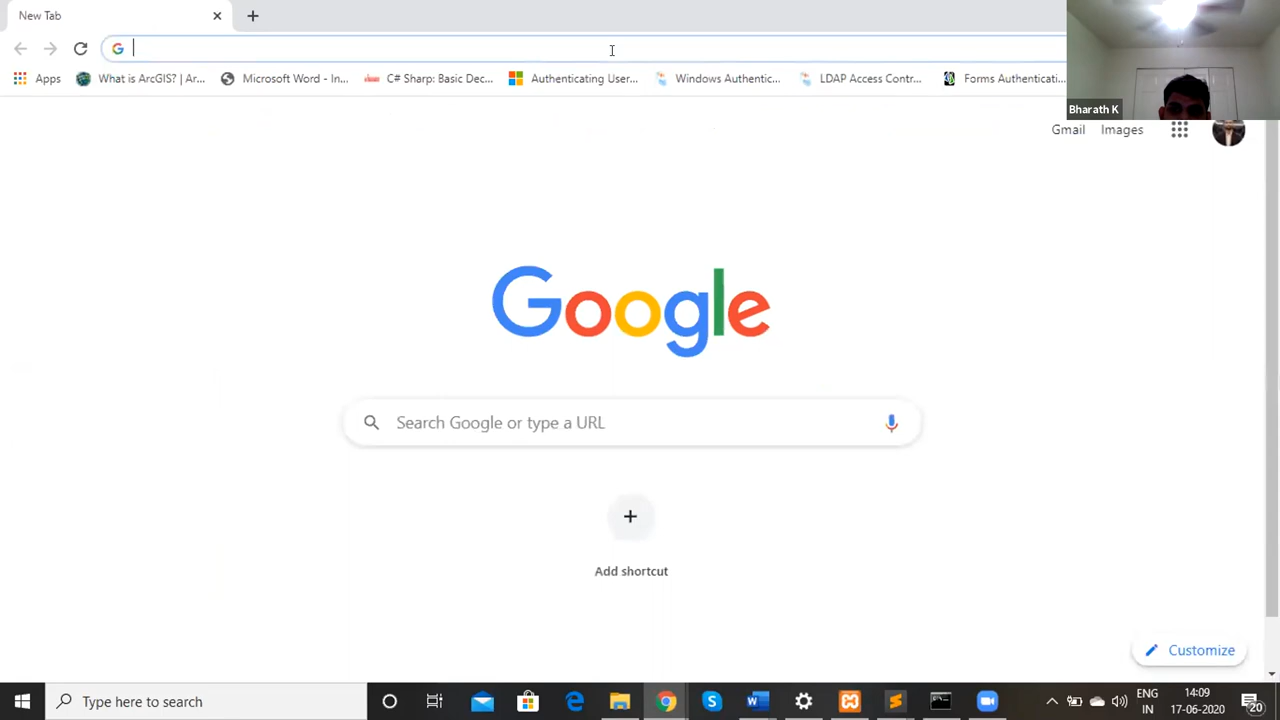 New Tab
Apps
What is ArcGIS? | Ar...
Microsoft Word - In...
C# Sharp: Basic Dec...
Authenticating User...
Windows Authentic...
LDAP Access Contr...
Forms Authenticati...
Bharath K
Gmail
Images
Google
Search Google or type a URL
Add shortcut
Customize
Type here to search
ENG
IN
14:09
17-06-2020
20